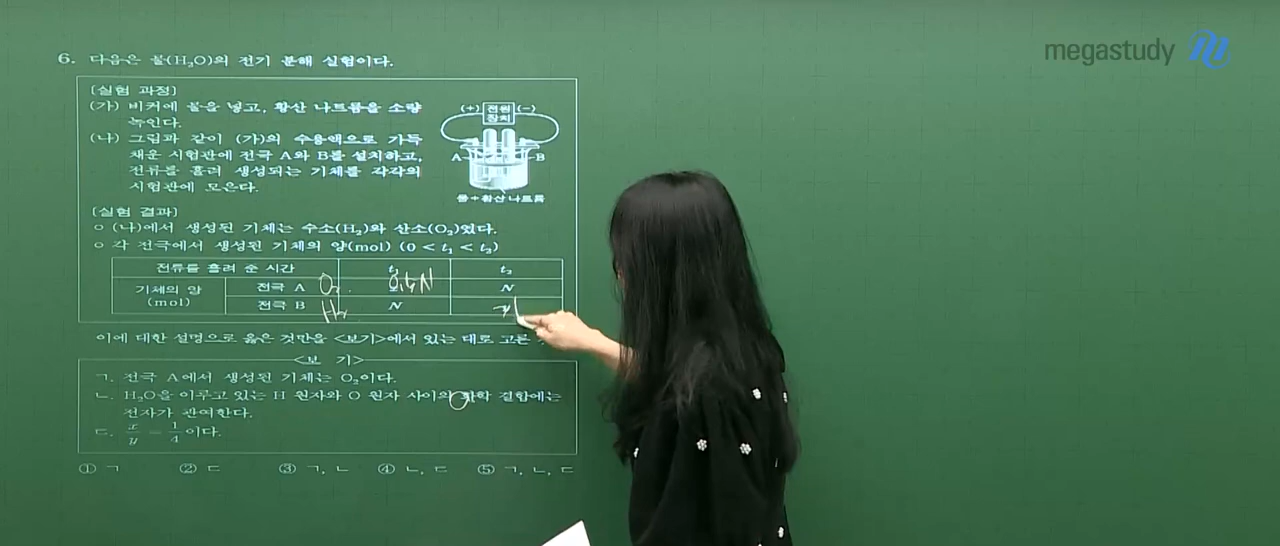 megastudy
6. 다음은 물(H₂O)의 전기 분해 실험이다.
[실험 과정]
(가) 비커에 물을 넣고, 황산 나트륨을 소량
녹인다.
(나) 그림과 같이 (가)의 수용액으로 가득
채운 시험관에 전극 A와 B를 설치하고,
전류를 흘려 생성되는 기체를 각각의
시험관에 모은다.
(+) 전원 장치 (-)
A B
물+황산 나트륨
[실험 결과]
○ (나)에서 생성된 기체는 수소(H₂)와 산소(O₂)였다.
○ 각 전극에서 생성된 기체의 양(mol) (0 < t₁ < t₂)
전류를 흘려 준 시간 t₁ t₂
기체의 양(mol) 전극 A O₂ N
전극 B H₂ N
이에 대한 설명으로 옳은 것만을 <보기>에서 있는 대로 고른
<보 기>
ㄱ. 전극 A에서 생성된 기체는 O₂이다.
ㄴ. H₂O을 이루고 있는 H 원자와 O 원자 사이의 화학 결합에는
전자가 관여한다.
ㄷ. x/y = 1/4이다.
① ㄱ ② ㄷ ③ ㄱ, ㄴ ④ ㄴ, ㄷ ⑤ ㄱ, ㄴ, ㄷ